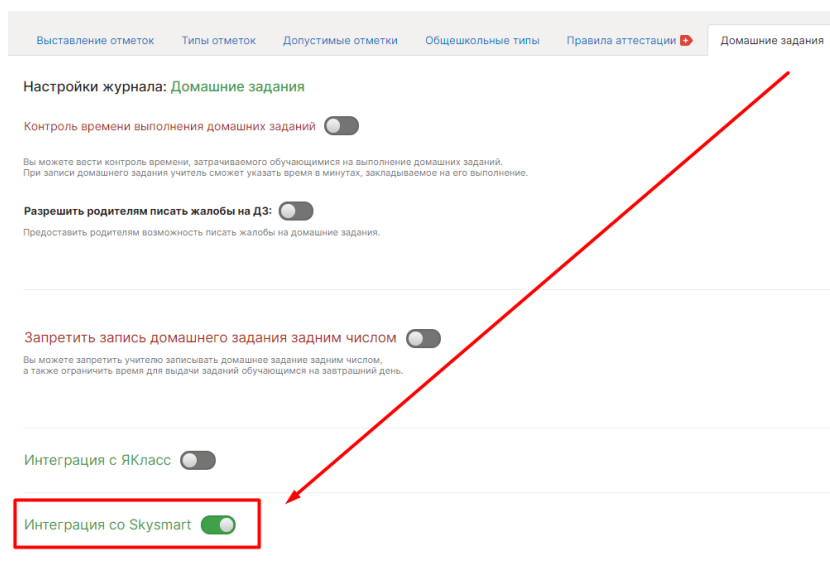 Выставление отметок Типы отметок Допустимые отметки Общешкольные типы Правила аттестации Домашние задания
Настройки журнала: Домашние задания
Контроль времени выполнения домашних заданий
Вы можете вести контроль времени, затрачиваемого обучающимися на выполнение домашних заданий.
При записи домашнего задания учитель сможет указать время в минутах, закладываемое на его выполнение.
Разрешить родителям писать жалобы на ДЗ:
Предоставить родителям возможность писать жалобы на домашние задания.
Запретить запись домашнего задания задним числом
Вы можете запретить учителю записывать домашнее задание задним числом,
а также ограничить время для выдачи заданий обучающимся на завтрашний день.
Интеграция с ЯКласс
Интеграция со Skysmart